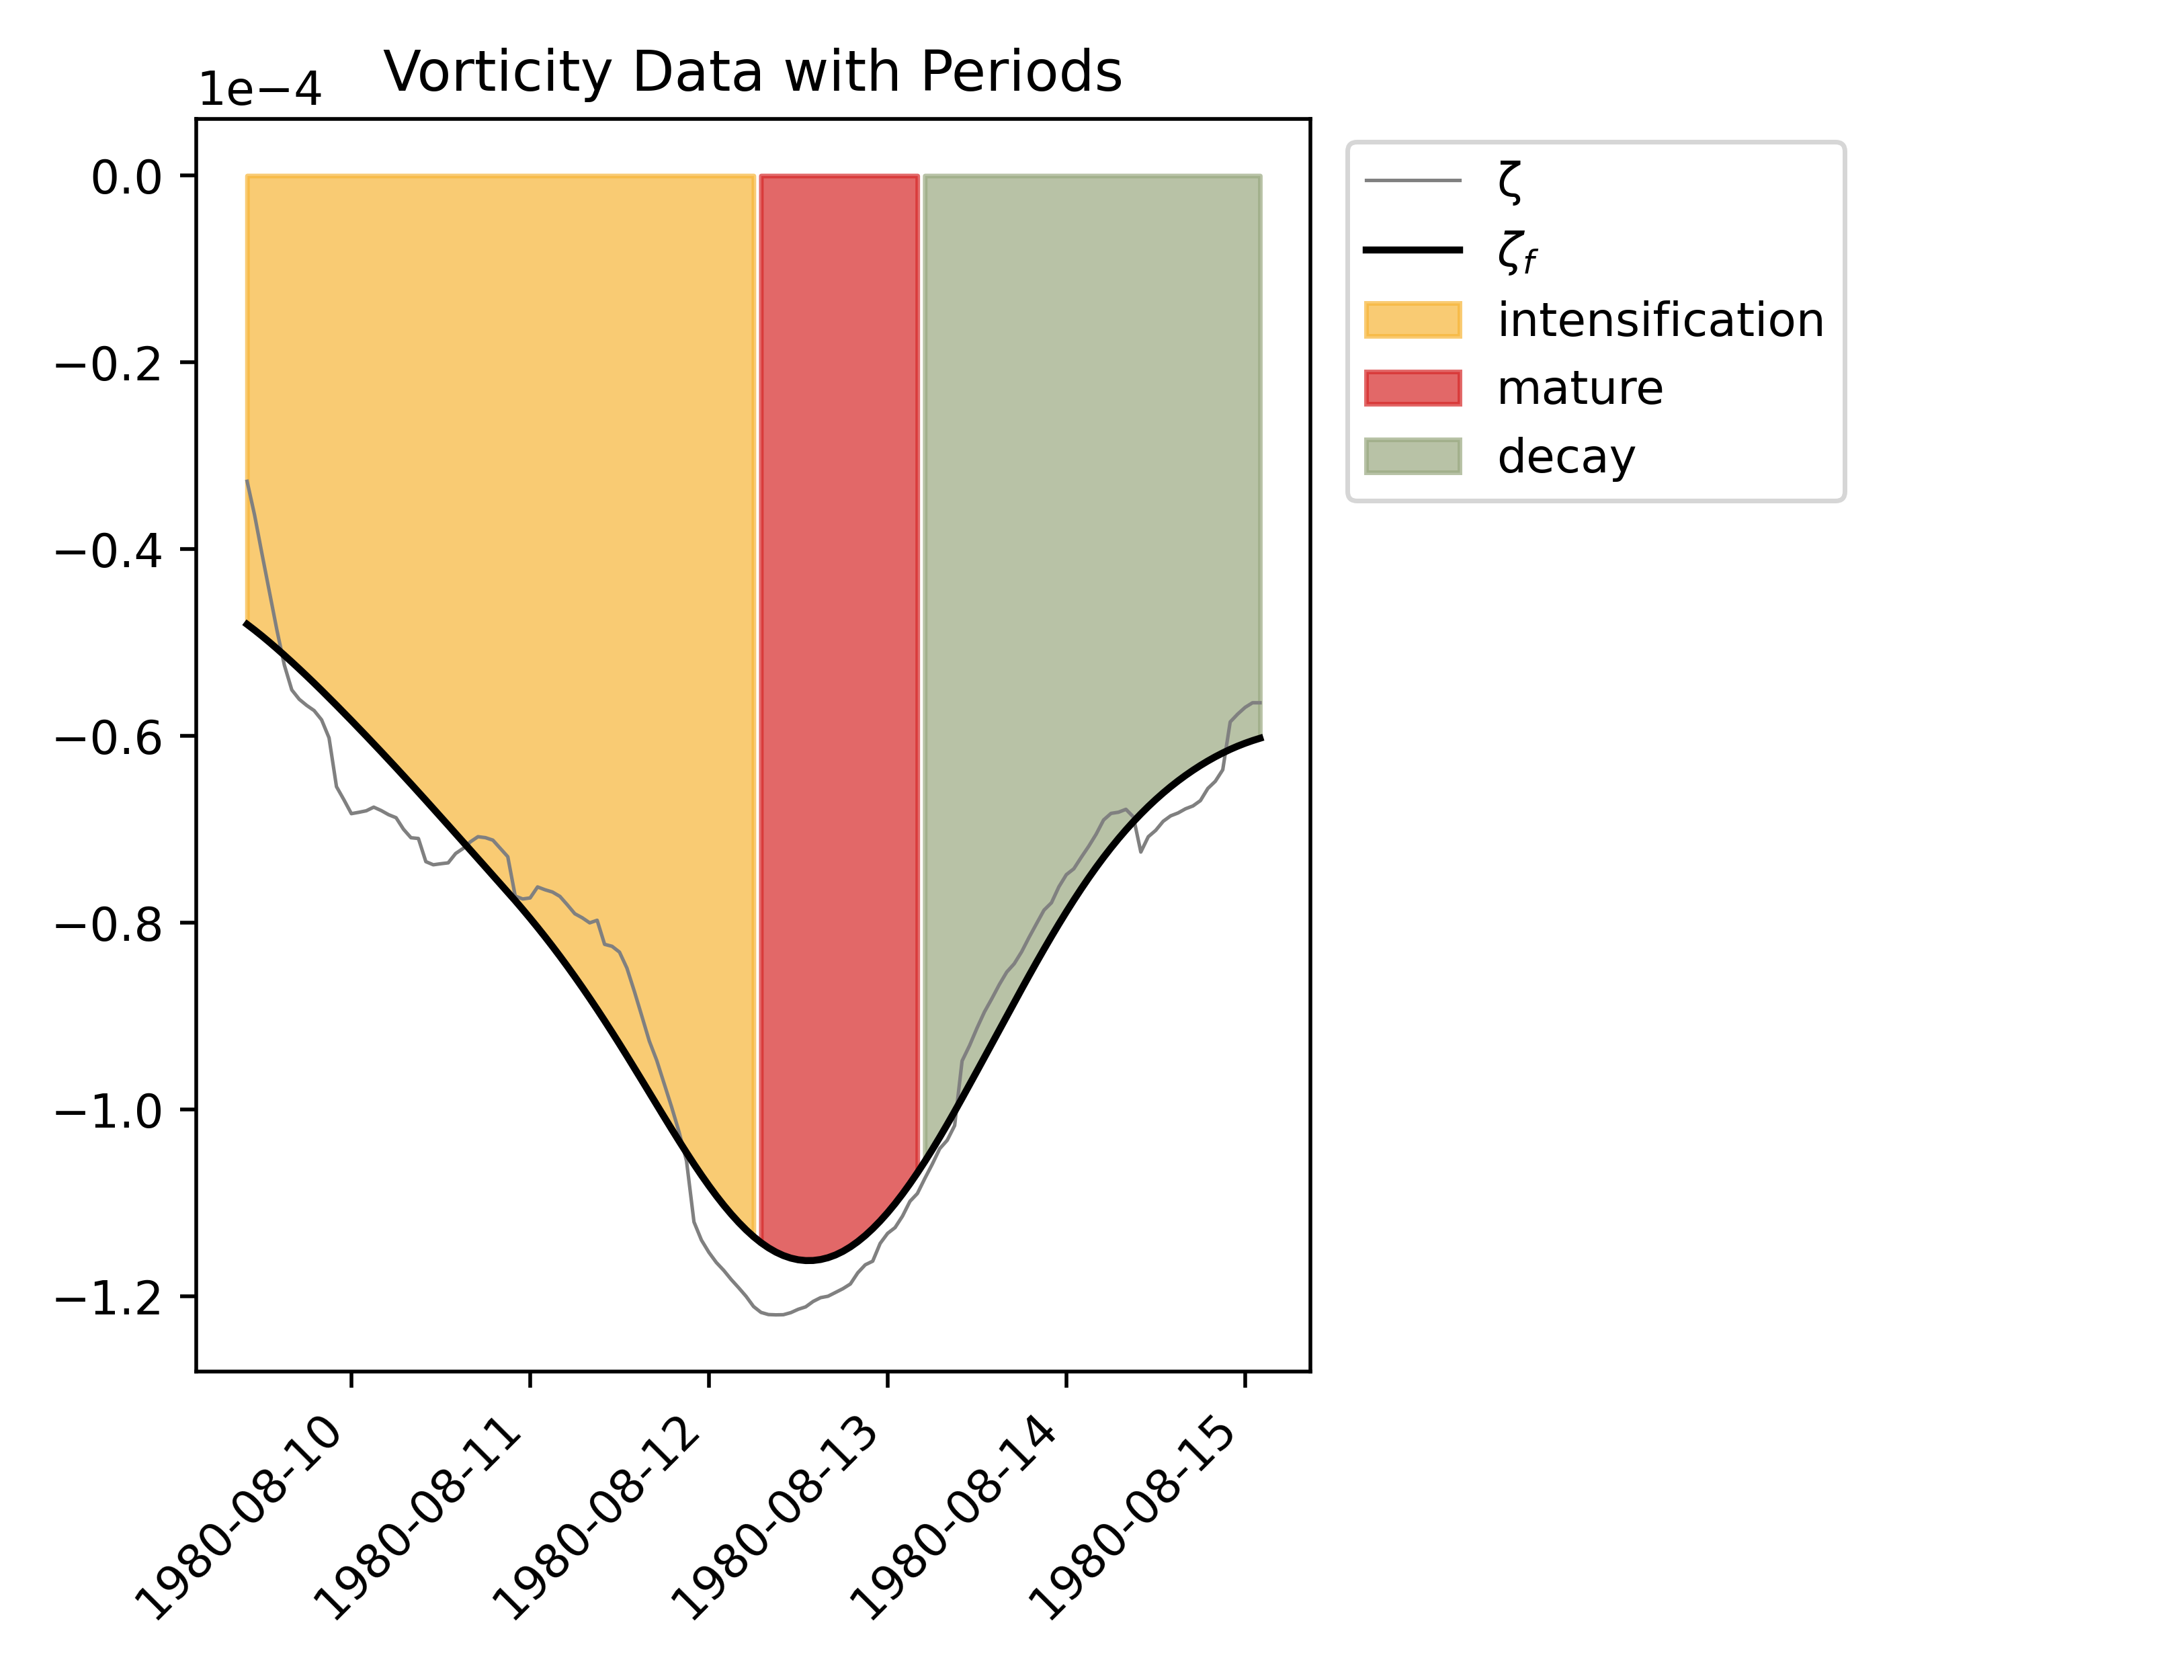 Vorticity Data with Periods
1e−4
0.0
−0.2
−0.4
−0.6
−0.8
−1.0
−1.2
1980-08-10
1980-08-11
1980-08-12
1980-08-13
1980-08-14
1980-08-15
ζ
ζf
intensification
mature
decay